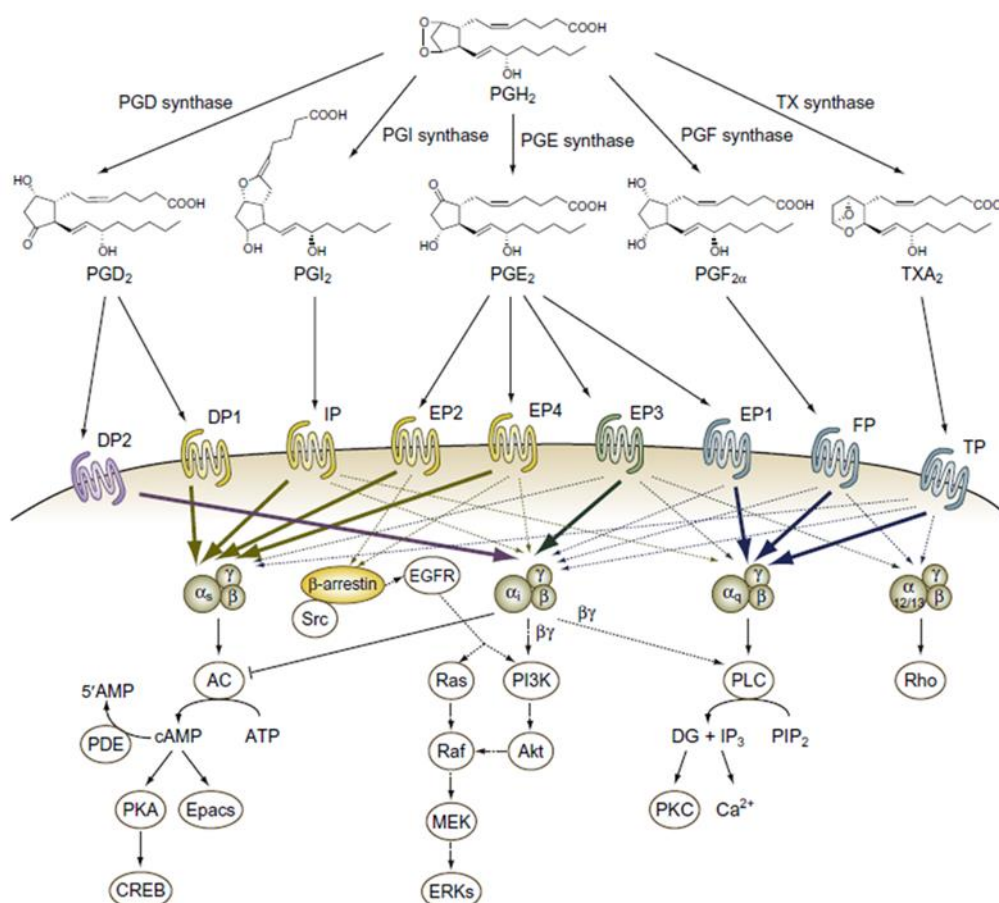 COOH
O
O
OH
PGH2
PGD synthase
PGI synthase
PGE synthase
PGF synthase
TX synthase
COOH
HO
COOH
O
OH
PGD2
O
OH
OH
PGI2
O
COOH
HO
OH
PGE2
HO
COOH
HO
OH
PGF2α
O
O
COO
OH
TXA2
DP2
DP1
IP
EP2
EP4
EP3
EP1
FP
TP
αs
γ
β
β-arrestin
EGFR
Src
αi
γ
β
αq
γ
β
α
12/13
γ
β
βγ
βγ
AC
Ras
PI3K
PLC
Rho
5'AMP
PDE
cAMP
ATP
Raf
Akt
DG + IP3
PIP2
PKA
Epacs
MEK
PKC
Ca2+
CREB
ERKs